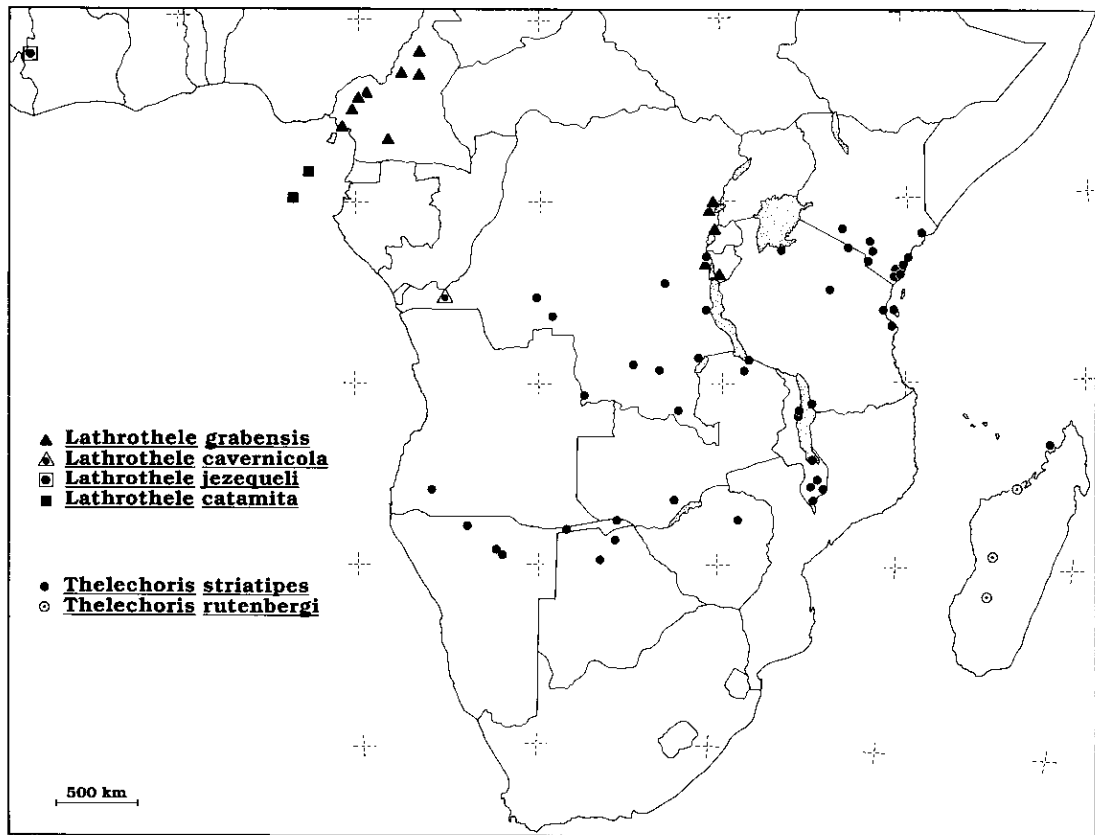 Lathrothele grabensis
Lathrothele cavernicola
Lathrothele jezequeli
Lathrothele catamita
Thelechoris striatipes
Thelechoris rutenbergi
500 km